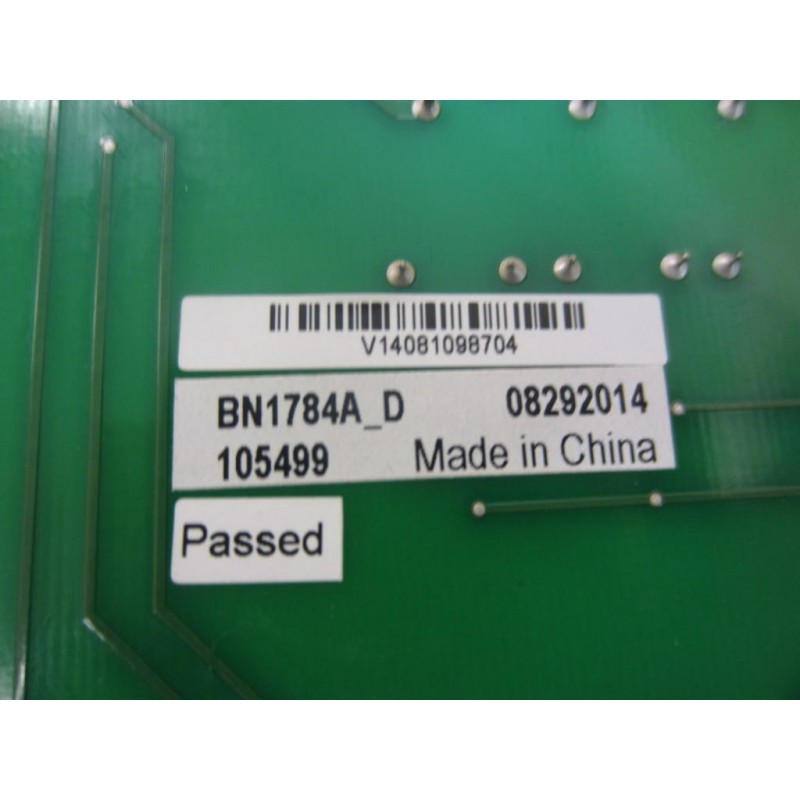 V14081098704
BN1784A_D 08292014
105499 Made in China
Passed